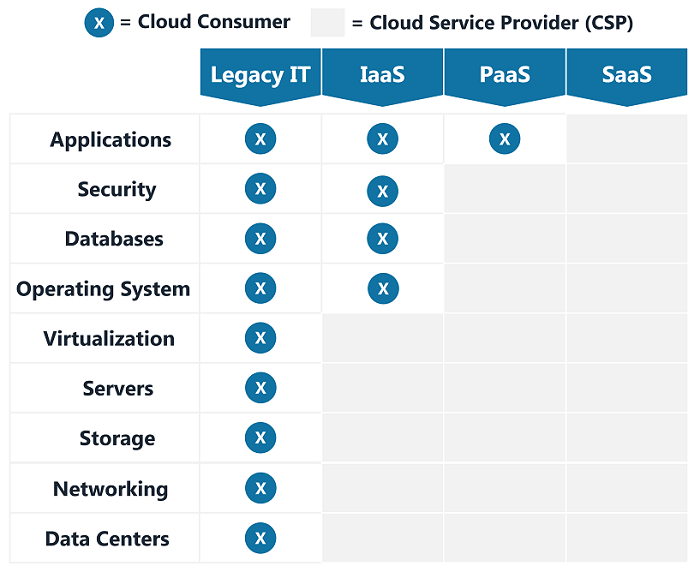 X = Cloud Consumer = Cloud Service Provider (CSP)
Legacy IT IaaS PaaS SaaS
Applications X X X
Security X X
Databases X X
Operating System X X
Virtualization X
Servers X
Storage X
Networking X
Data Centers X